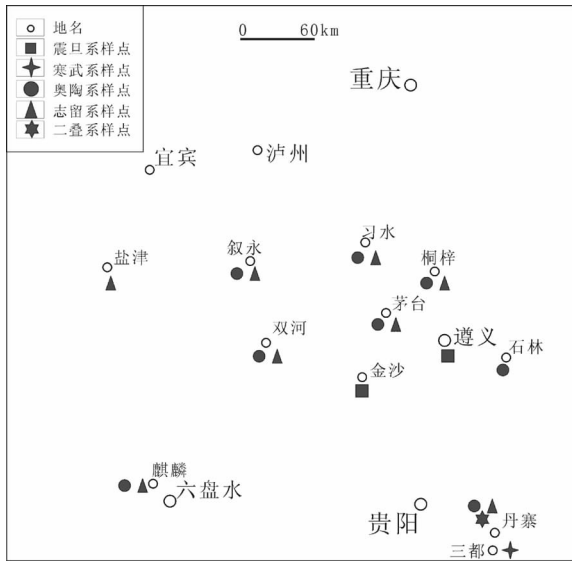 地名
震旦系样点
寒武系样点
奥陶系样点
志留系样点
二叠系样点
0 60km
重庆
泸州
宜宾
习水
叙永
盐津
桐梓
茅台
双河
遵义
石林
金沙
麒麟
六盘水
贵阳
丹寨
三都